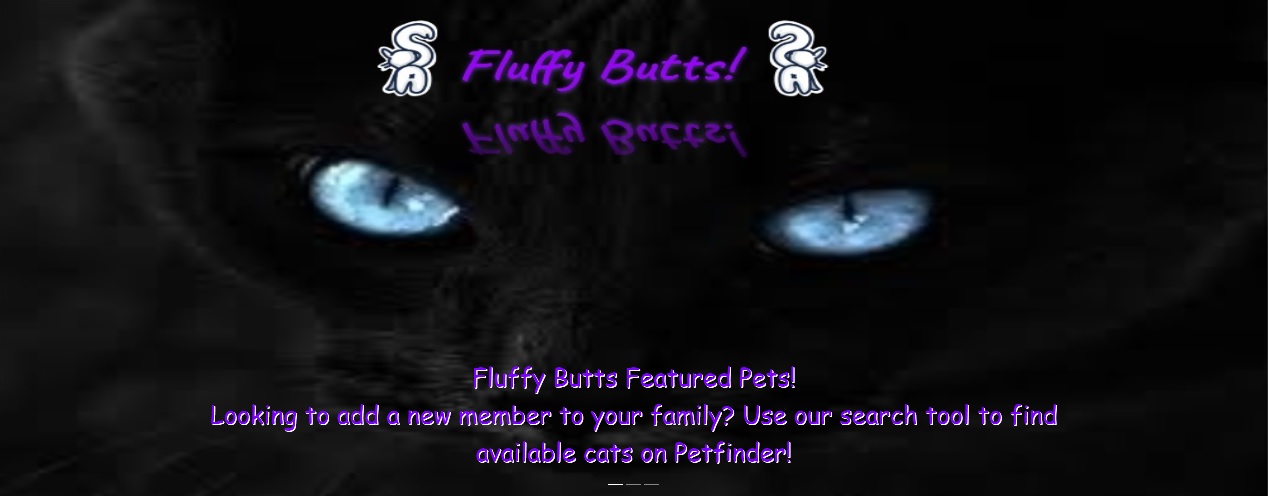 Fluffy Butts!
Fluffy Butts!
Fluffy Butts Featured Pets!
Looking to add a new member to your family? Use our search tool to find
available cats on Petfinder!